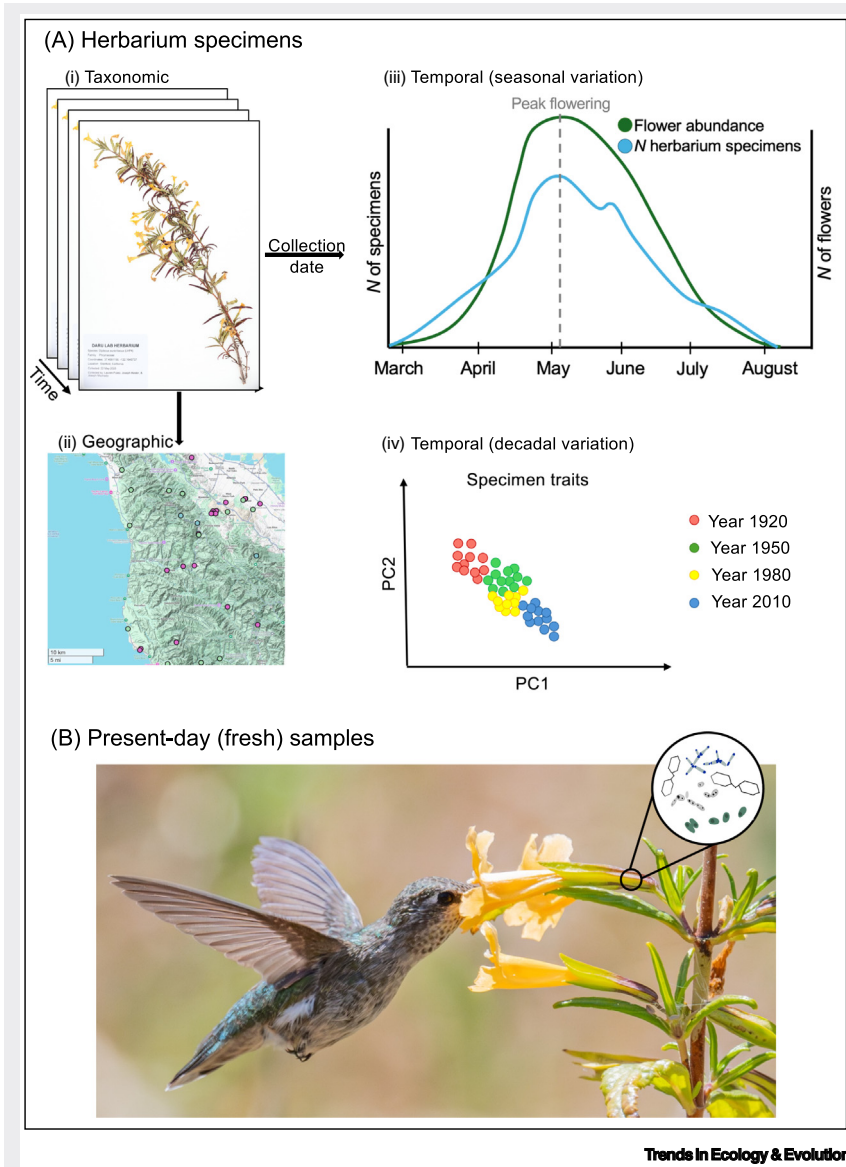 (A) Herbarium specimens
(i) Taxonomic
DARU LAB HERBARIUM
Time
Collection
date
(ii) Geographic
10 km
5 mi
(iii) Temporal (seasonal variation)
Peak flowering
Flower abundance
N herbarium specimens
N of specimens
N of flowers
March April May June July August
(iv) Temporal (decadal variation)
Specimen traits
PC2
PC1
Year 1920
Year 1950
Year 1980
Year 2010
(B) Present-day (fresh) samples
Trends in Ecology & Evolution